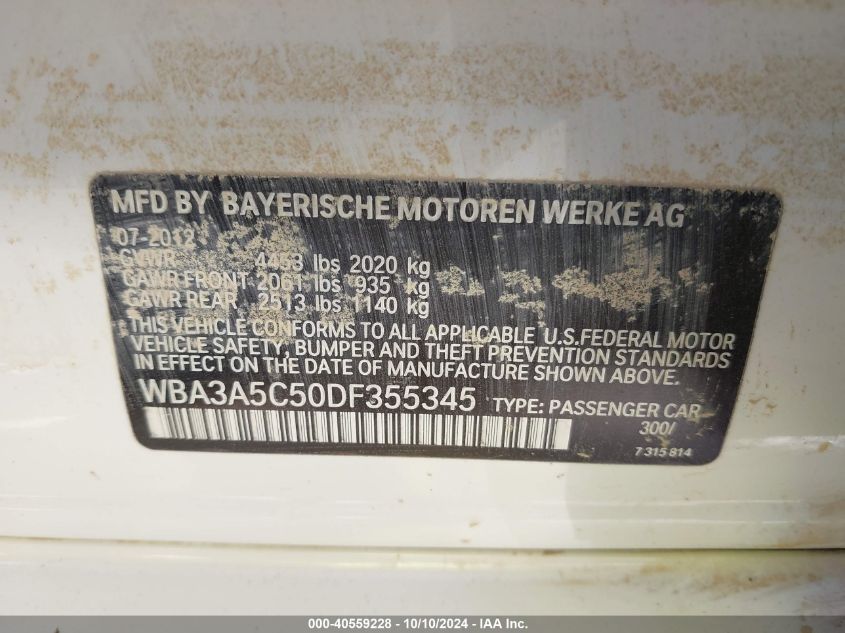 MFD BY BAYERISCHE MOTOREN WERKE AG
07-2012
GVWR 4453 lbs 2020 kg
GAWR FRONT 2061 lbs 935 kg
GAWR REAR 2513 lbs 1140 kg
THIS VEHICLE CONFORMS TO ALL APPLICABLE U.S.FEDERAL MOTOR
VEHICLE SAFETY, BUMPER AND THEFT PREVENTION STANDARDS
IN EFFECT ON THE DATE OF MANUFACTURE SHOWN ABOVE.
WBA3A5C50DF355345 TYPE: PASSENGER CAR
300/
7 315 814
000-40559228 - 10/10/2024 - IAA Inc.